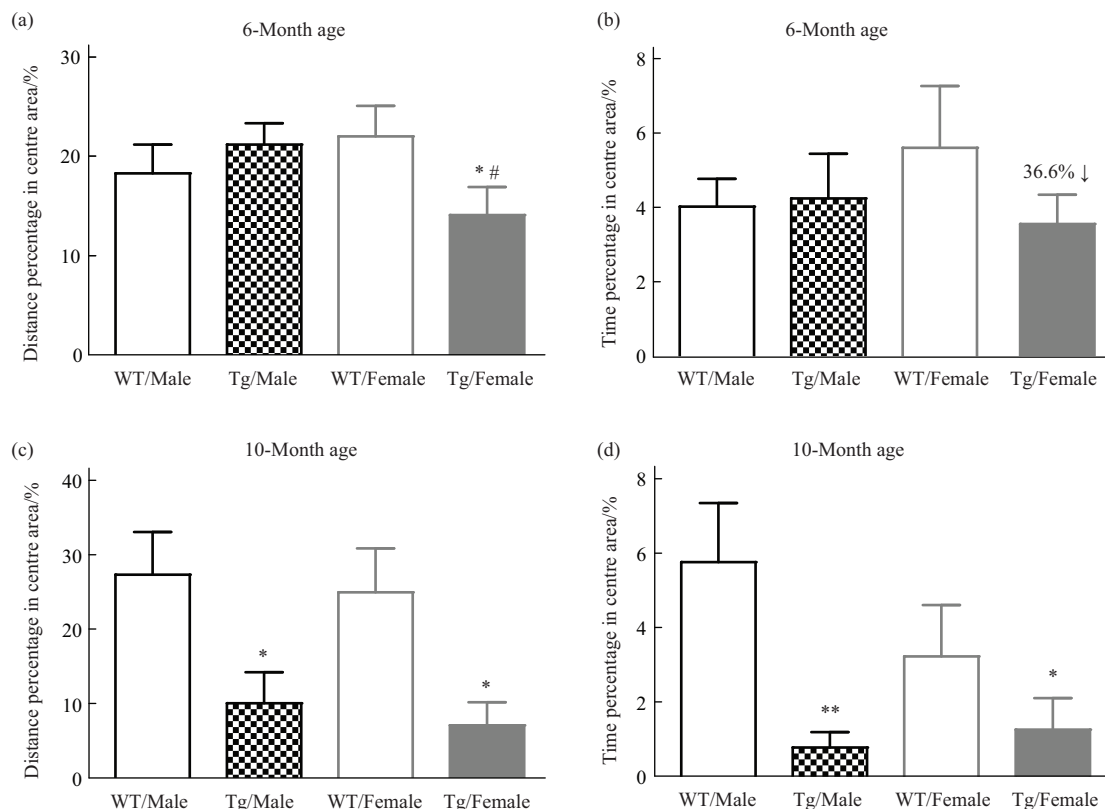 (a)
6-Month age
Distance percentage in centre area/%
30
20
10
0
* #
WT/Male Tg/Male WT/Female Tg/Female
(b)
6-Month age
Time percentage in centre area/%
8
6
4
2
0
36.6% ↓
WT/Male Tg/Male WT/Female Tg/Female
(c)
10-Month age
Distance percentage in centre area/%
40
30
20
10
0
*
*
WT/Male Tg/Male WT/Female Tg/Female
(d)
10-Month age
Time percentage in centre area/%
8
6
4
2
0
**
*
WT/Male Tg/Male WT/Female Tg/Female